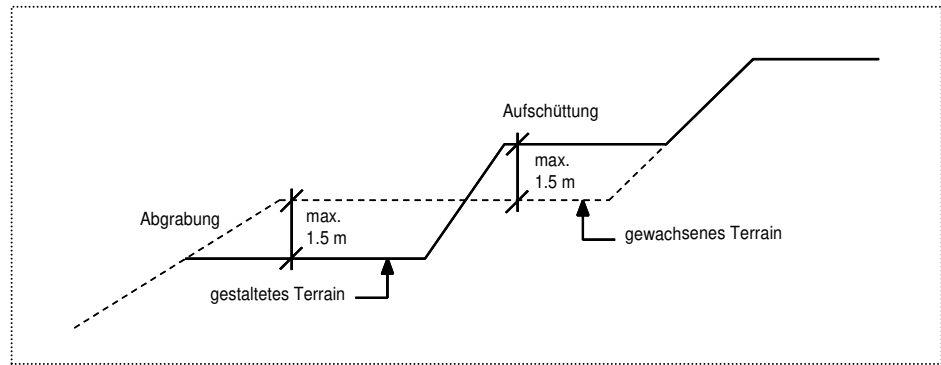 Aufschüttung
max.
1.5 m
Abgrabung
max.
1.5 m
gewachsenes Terrain
gestaltetes Terrain